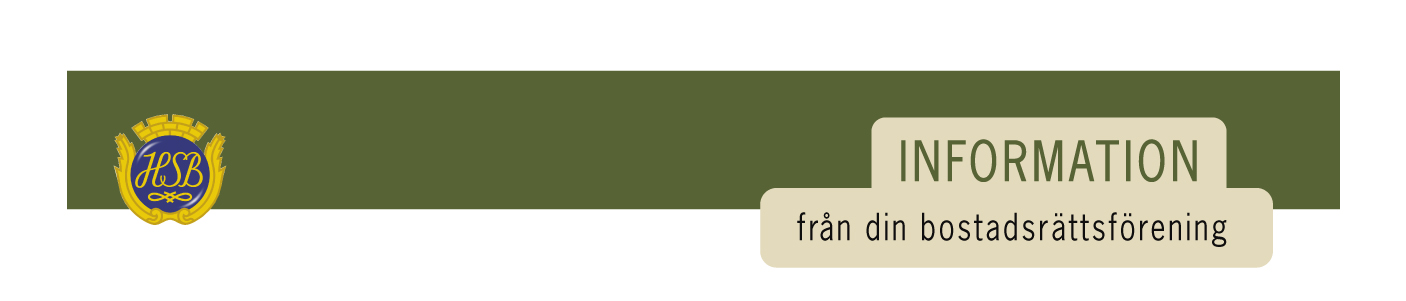 HSB
INFORMATION
från din bostadsrättsförening